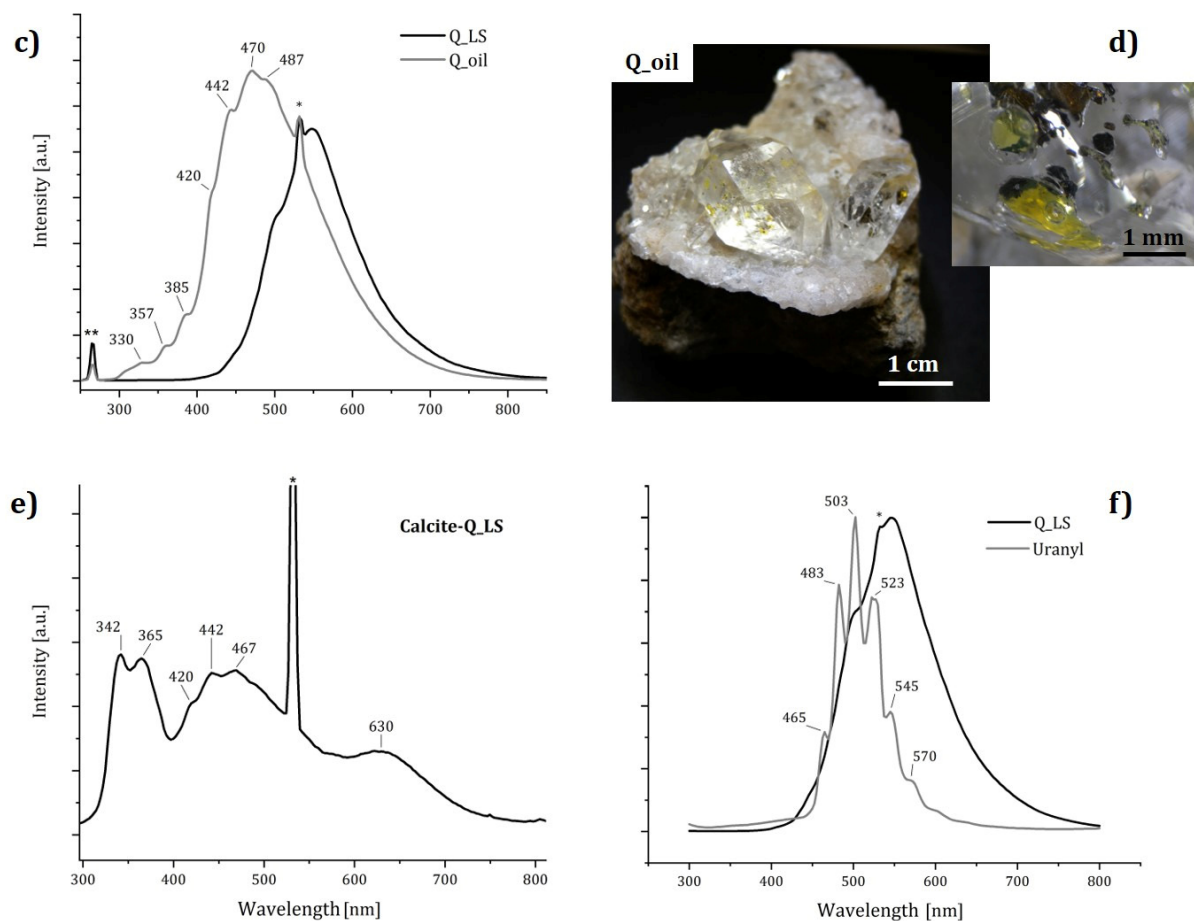 c)
Q_LS
Q_oil
470
487
442
*
420
385
357
330
**
Intensity [a.u.]
300 400 500 600 700 800
Q_oil
d)
1 mm
1 cm
e)
*
Calcite-Q_LS
342
365
420
442
467
630
Intensity [a.u.]
300 400 500 600 700 800
Wavelength [nm]
f)
503
*
Q_LS
Uranyl
483
523
465
545
570
300 400 500 600 700 800
Wavelength [nm]